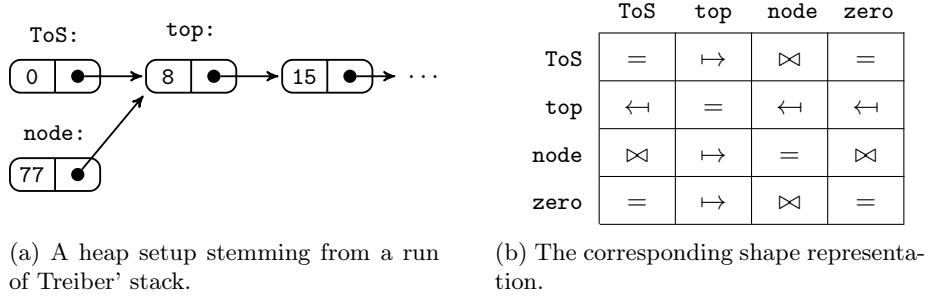 ToS:
top:
0
8
15
···
node:
77
(a) A heap setup stemming from a run
of Treiber' stack.
ToS top node zero
ToS = ↦ ⋈ =
top ↤ = ↤ ↤
node ⋈ ↦ = ⋈
zero = ↦ ⋈ =
(b) The corresponding shape representa-
tion.